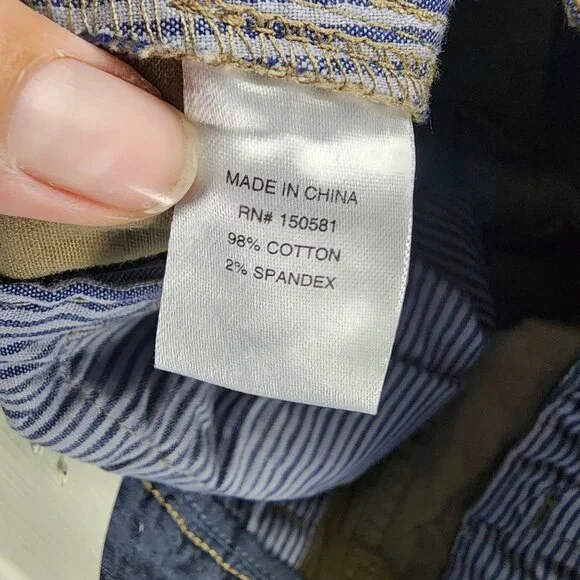 MADE IN CHINA
RN# 150581
98% COTTON
2% SPANDEX